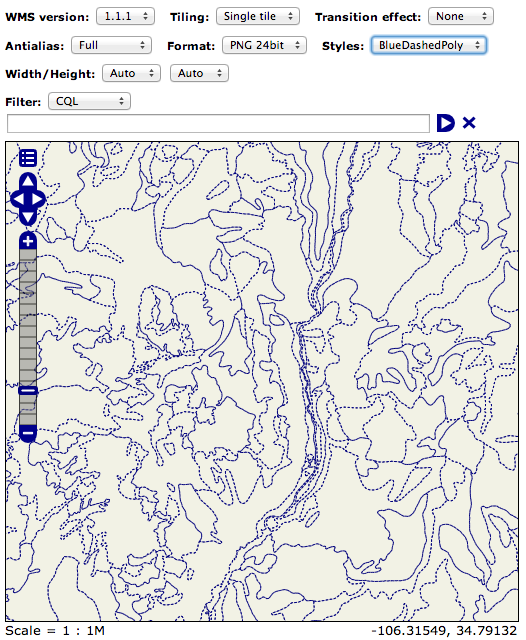 WMS version: 1.1.1 Tiling: Single tile Transition effect: None
Antialias: Full Format: PNG 24bit Styles: BlueDashedPoly
Width/Height: Auto Auto
Filter: CQL
Scale = 1 : 1M -106.31549, 34.79132